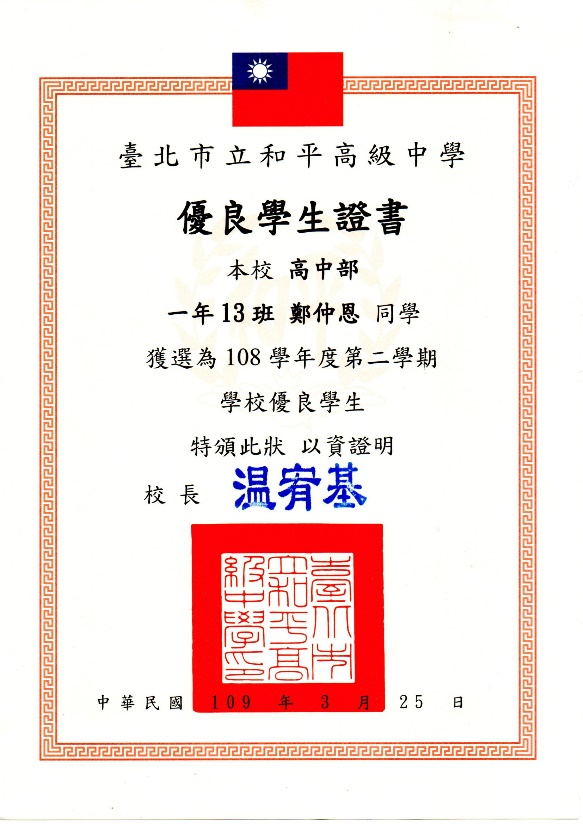 臺北市立和平高級中學
優良學生證書
本校 高中部
一年13班 鄭仲恩 同學
獲選為108學年度第二學期
學校優良學生
特頒此狀 以資證明
校長 温宥基
臺北市立和平高級中學印
中華民國 109 年 3 月 25 日